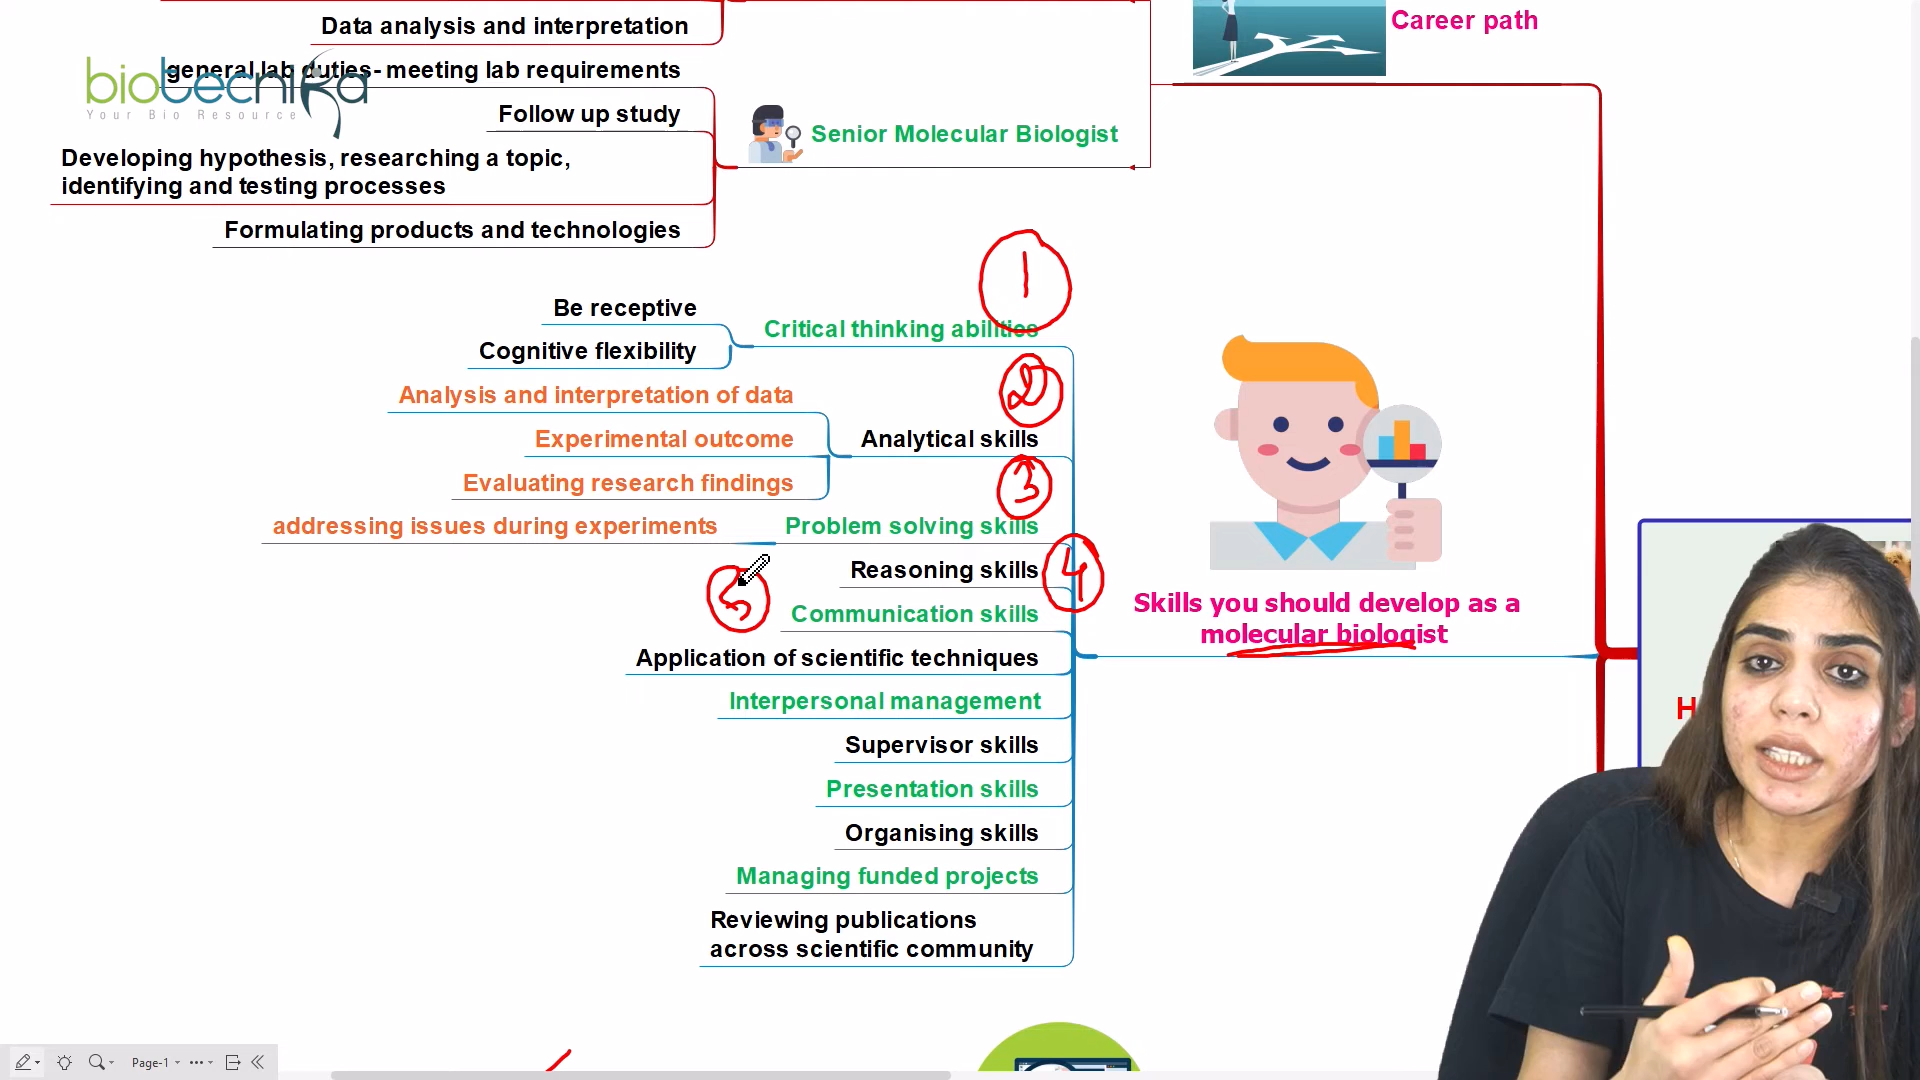 Data analysis and interpretation
Career path
biotecnika
Your Bio Resource
general lab duties- meeting lab requirements
Follow up study
Senior Molecular Biologist
Developing hypothesis, researching a topic,
identifying and testing processes
Formulating products and technologies
1
Be receptive
Critical thinking abilities
Cognitive flexibility
2
Analysis and interpretation of data
Experimental outcome
Analytical skills
Evaluating research findings
3
addressing issues during experiments
Problem solving skills
Reasoning skills
4
5
Communication skills
Skills you should develop as a
molecular biologist
Application of scientific techniques
Interpersonal management
H
Supervisor skills
Presentation skills
Organising skills
Managing funded projects
Reviewing publications
across scientific community
Page-1